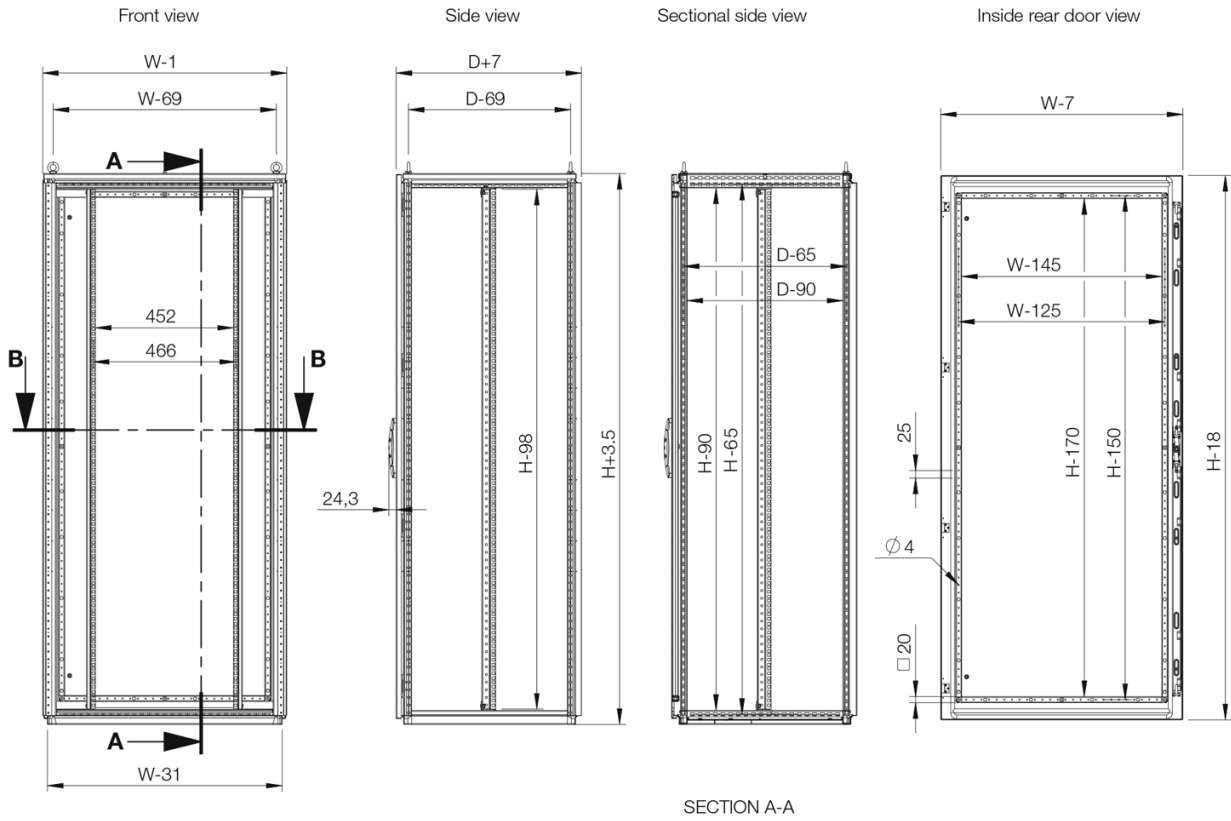 Front view
Side view
Sectional side view
Inside rear door view
W-1
D+7
W-69
D-69
W-7
A
D-65
W-145
D-90
452
W-125
466
B
B
H-98
H+3.5
H-90
H-65
25
H-170
H-150
H-18
24,3
∅4
□20
A
W-31
SECTION A-A